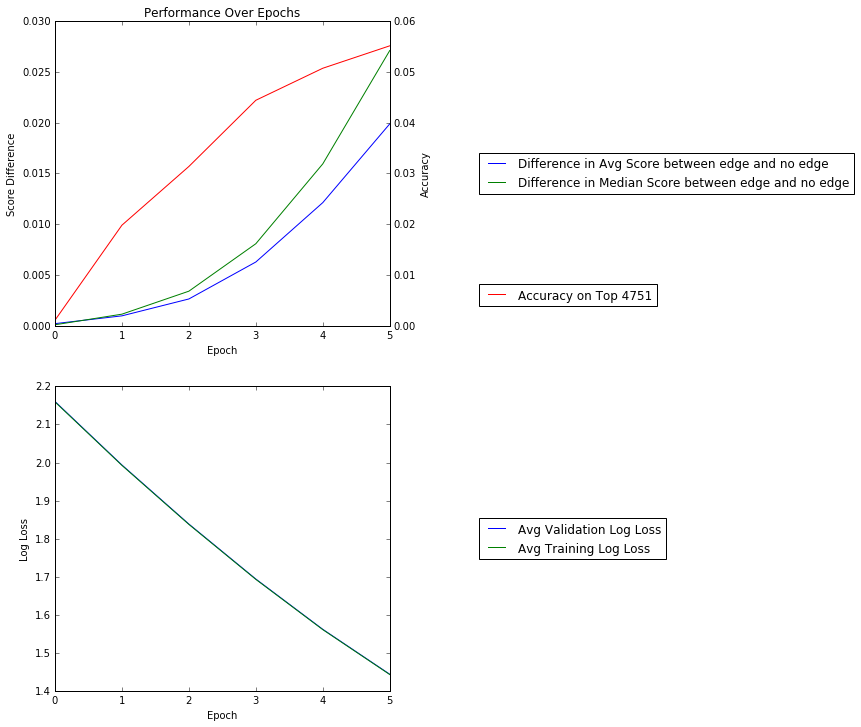 Performance Over Epochs
0.030
0.025
0.020
0.015
0.010
0.005
0.000
Score Difference
0.06
0.05
0.04
0.03
0.02
0.01
0.00
Accuracy
0 1 2 3 4 5
Epoch
Difference in Avg Score between edge and no edge
Difference in Median Score between edge and no edge
Accuracy on Top 4751
2.2
2.1
2.0
1.9
1.8
1.7
1.6
1.5
1.4
Log Loss
0 1 2 3 4 5
Epoch
Avg Validation Log Loss
Avg Training Log Loss